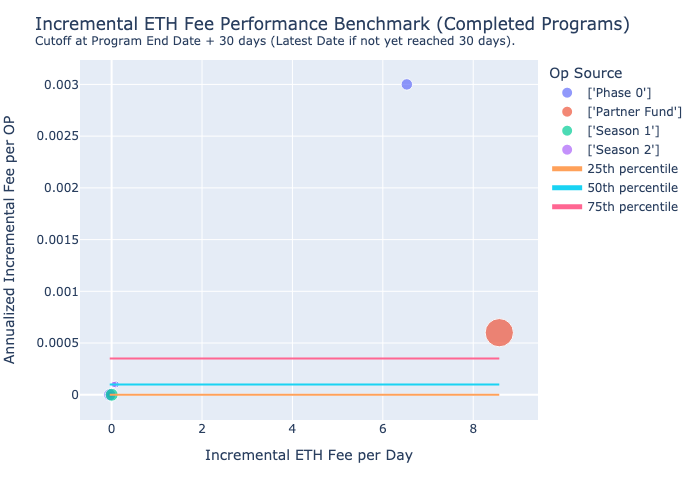 Incremental ETH Fee Performance Benchmark (Completed Programs)
Cutoff at Program End Date + 30 days (Latest Date if not yet reached 30 days).
Op Source
['Phase 0']
['Partner Fund']
['Season 1']
['Season 2']
25th percentile
50th percentile
75th percentile
Annualized Incremental Fee per OP
0.003
0.0025
0.002
0.0015
0.001
0.0005
0
0
2
4
6
8
Incremental ETH Fee per Day